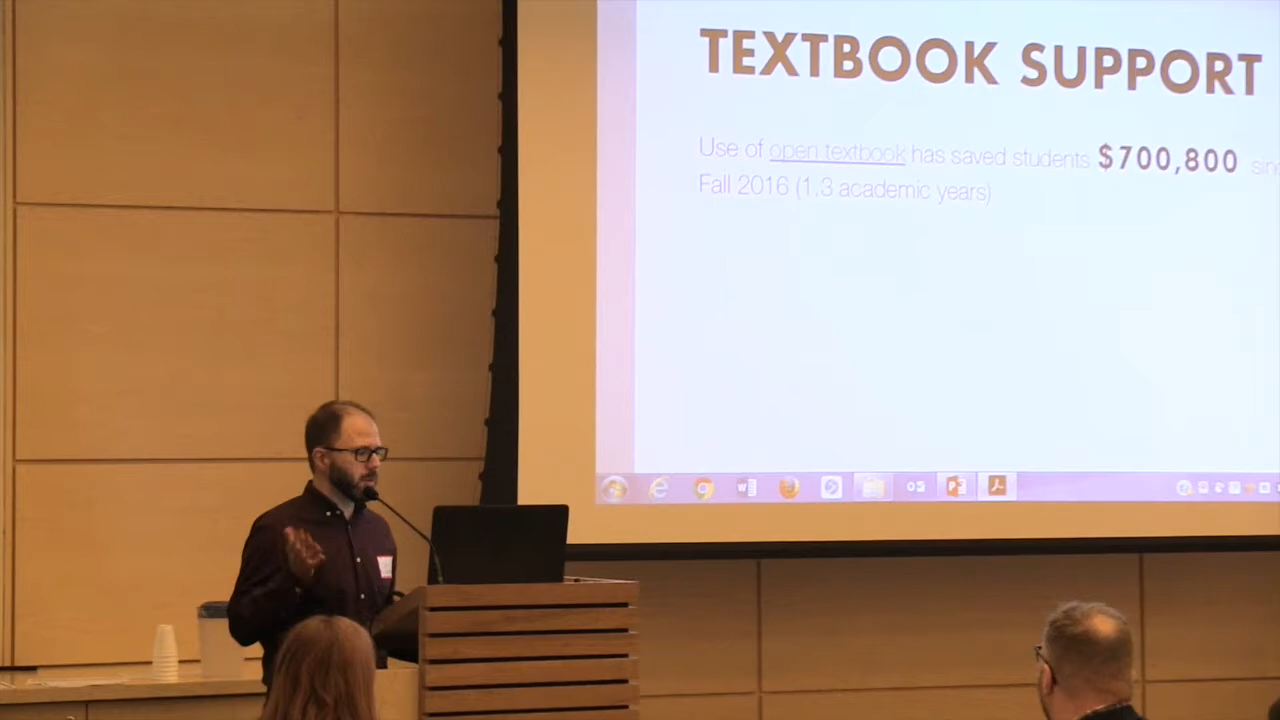 TEXTBOOK SUPPORT
Use of open textbook has saved students $700,800
Fall 2016 (1.3 academic years)